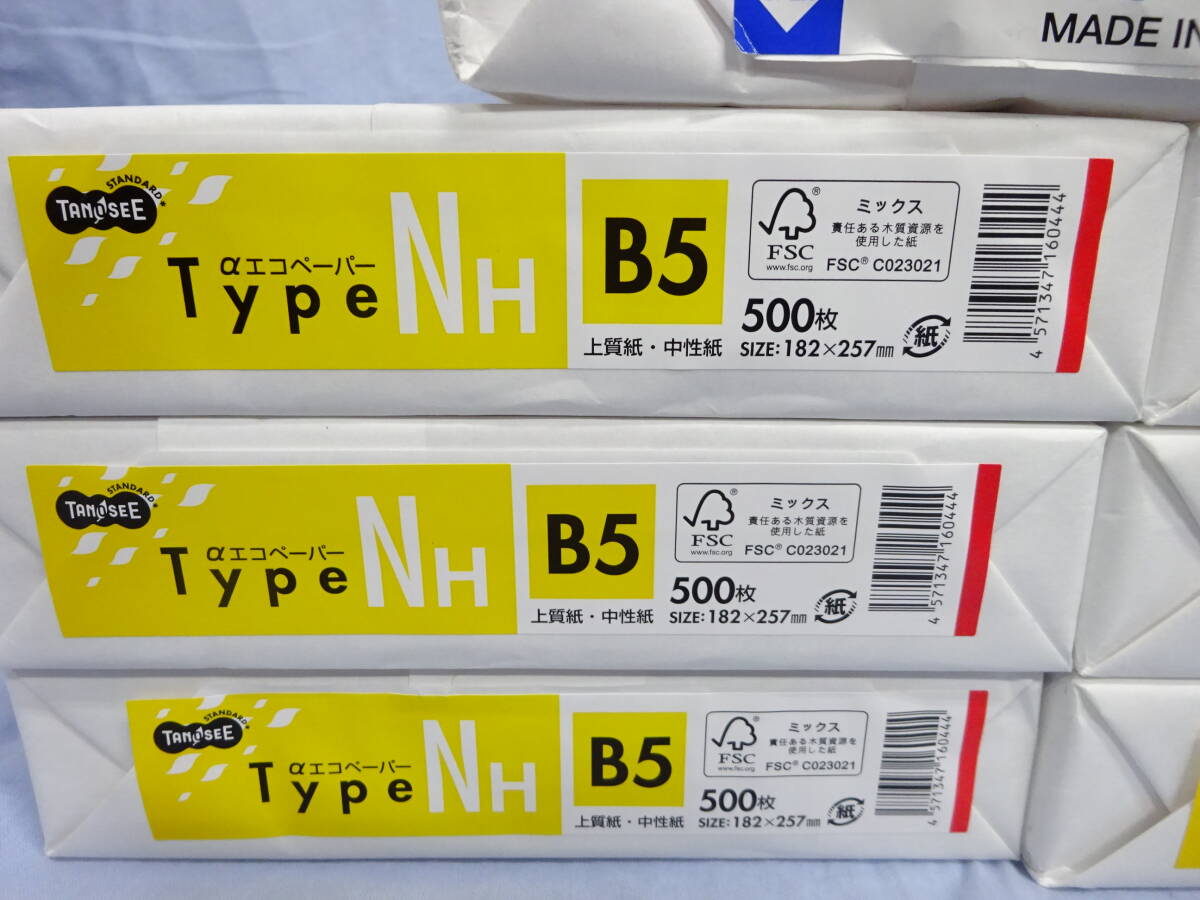 MADE IN
TANOSEE
STANDARD
αエコペーパー
Type NH
B5
上質紙・中性紙
FSC®
www.fsc.org
ミックス
責任ある木質資源を
使用した紙
FSC® C023021
500枚
SIZE:182×257mm
紙
4 571347 160444
TANOSEE
STANDARD
αエコペーパー
Type NH
B5
上質紙・中性紙
FSC®
www.fsc.org
ミックス
責任ある木質資源を
使用した紙
FSC® C023021
500枚
SIZE:182×257mm
紙
4 571347 160444
TANOSEE
STANDARD
αエコペーパー
Type NH
B5
上質紙・中性紙
FSC®
www.fsc.org
ミックス
責任ある木質資源を
使用した紙
FSC® C023021
500枚
SIZE:182×257mm
紙
4 571347 160444